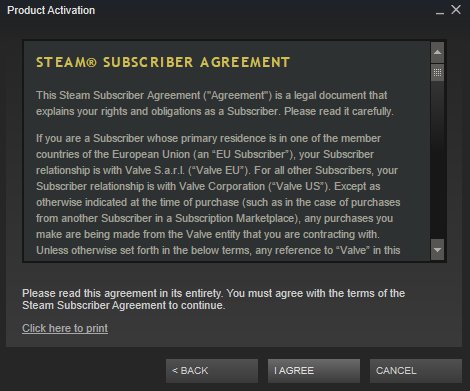 Product Activation
STEAM® SUBSCRIBER AGREEMENT
This Steam Subscriber Agreement ("Agreement") is a legal document that
explains your rights and obligations as a Subscriber. Please read it carefully.
If you are a Subscriber whose primary residence is in one of the member
countries of the European Union (an “EU Subscriber”), your Subscriber
relationship is with Valve S.a.r.l. (“Valve EU”). For all other Subscribers, your
Subscriber relationship is with Valve Corporation (“Valve US”). Except as
otherwise indicated at the time of purchase (such as in the case of purchases
from another Subscriber in a Subscription Marketplace), any purchases you
make are being made from the Valve entity that you are contracting with.
Unless otherwise set forth in the below terms, any reference to “Valve” in this
Please read this agreement in its entirety. You must agree with the terms of the
Steam Subscriber Agreement to continue.
Click here to print
< BACK
I AGREE
CANCEL